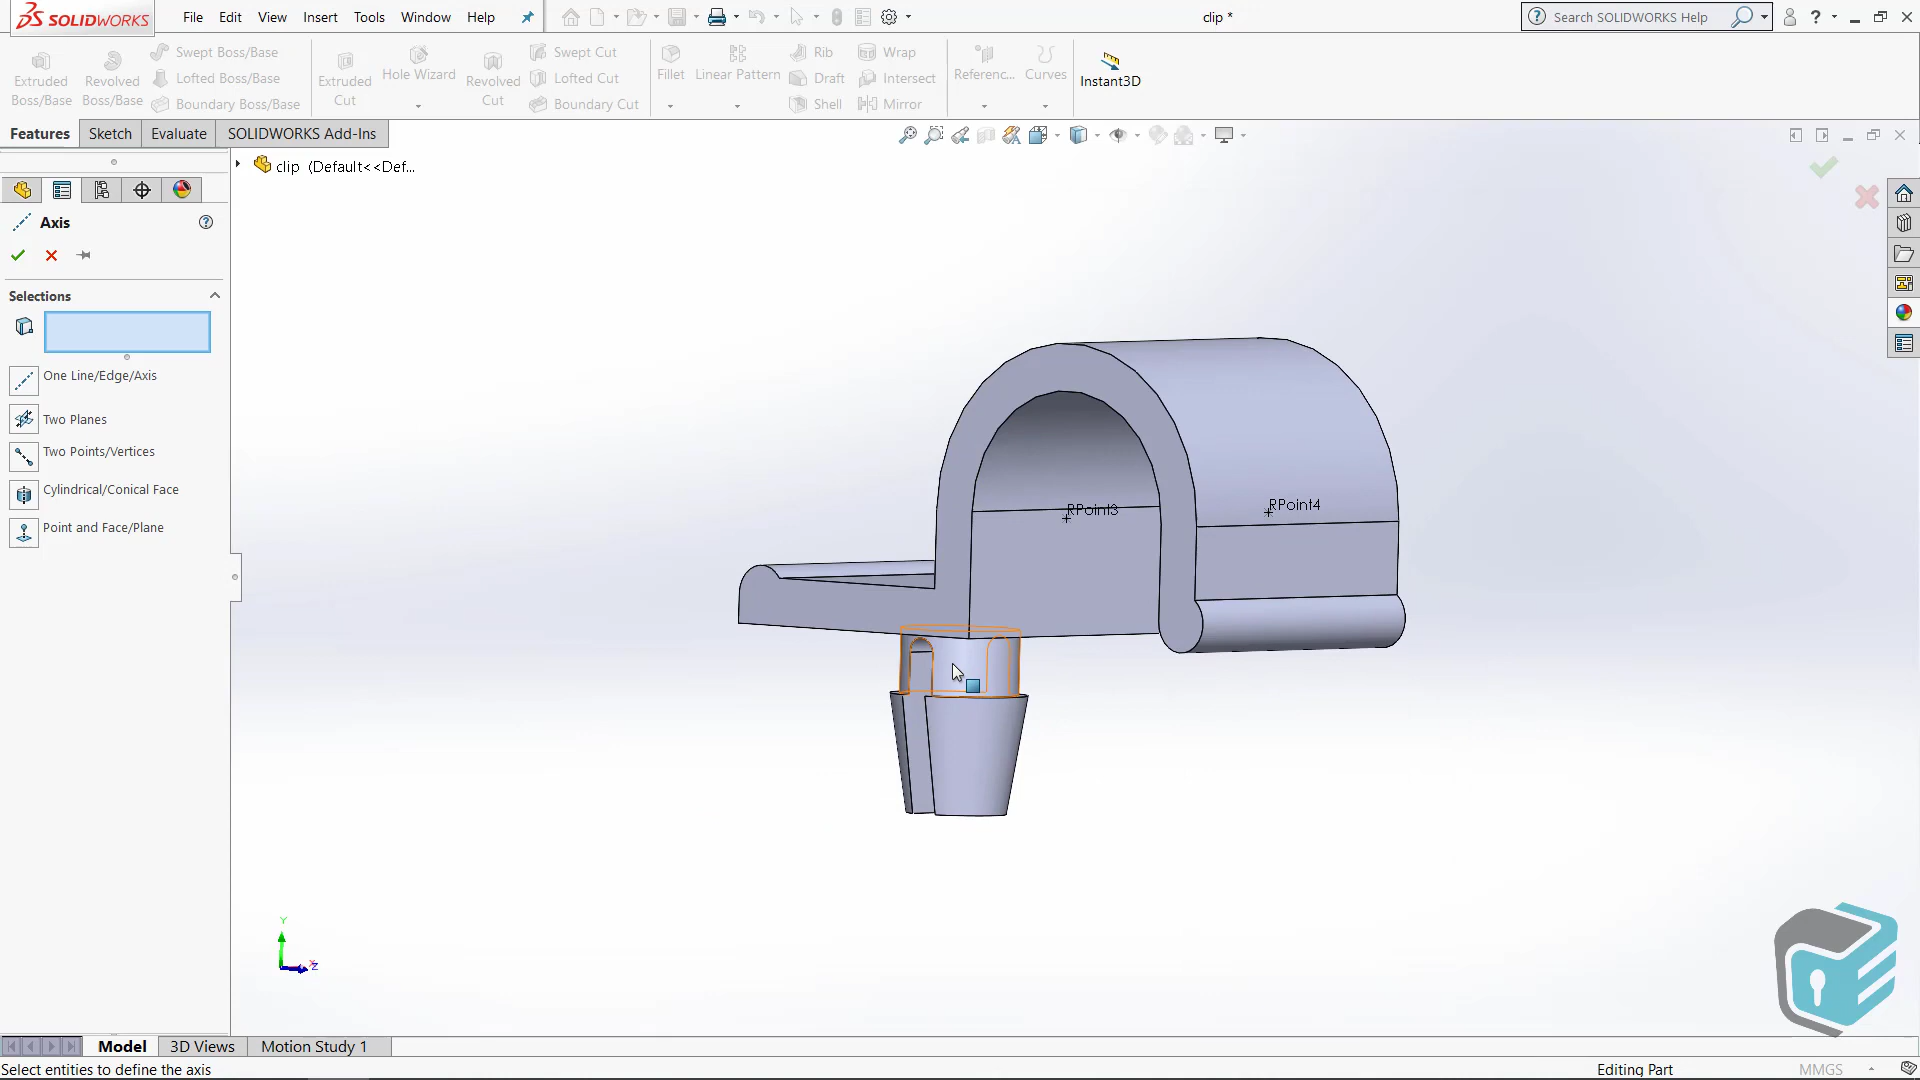 SOLIDWORKS
File Edit View Insert Tools Window Help
clip *
Search SOLIDWORKS Help
Extruded Boss/Base
Revolved Boss/Base
Swept Boss/Base
Lofted Boss/Base
Boundary Boss/Base
Extruded Cut
Hole Wizard
Revolved Cut
Swept Cut
Lofted Cut
Boundary Cut
Fillet
Linear Pattern
Rib
Draft
Shell
Wrap
Intersect
Mirror
Referenc...
Curves
Instant3D
Features Sketch Evaluate SOLIDWORKS Add-Ins
clip (Default<<Def...
Axis
Selections
One Line/Edge/Axis
Two Planes
Two Points/Vertices
Cylindrical/Conical Face
Point and Face/Plane
RPoint3
RPoint4
Y
X
Z
Model 3D Views Motion Study 1
Select entities to define the axis
Editing Part
MMGS